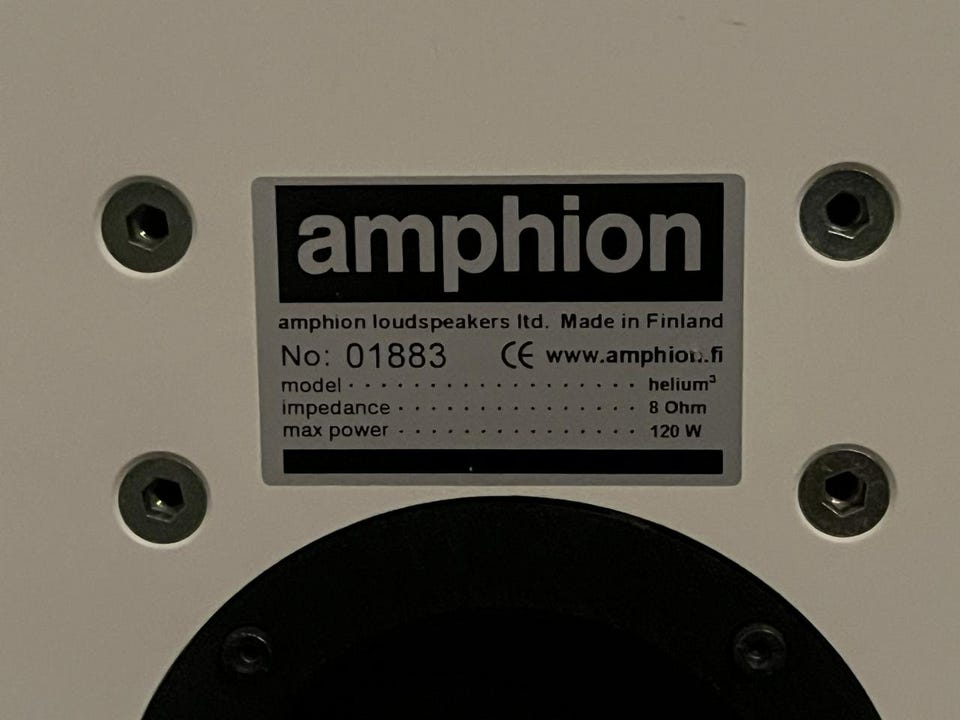 amphion
amphion loudspeakers ltd. Made in Finland
No: 01883 CE www.amphion.fi
model . . . . . . . . . . . . . . . . . helium³
impedance . . . . . . . . . . . . . . 8 Ohm
max power . . . . . . . . . . . . . . 120 W